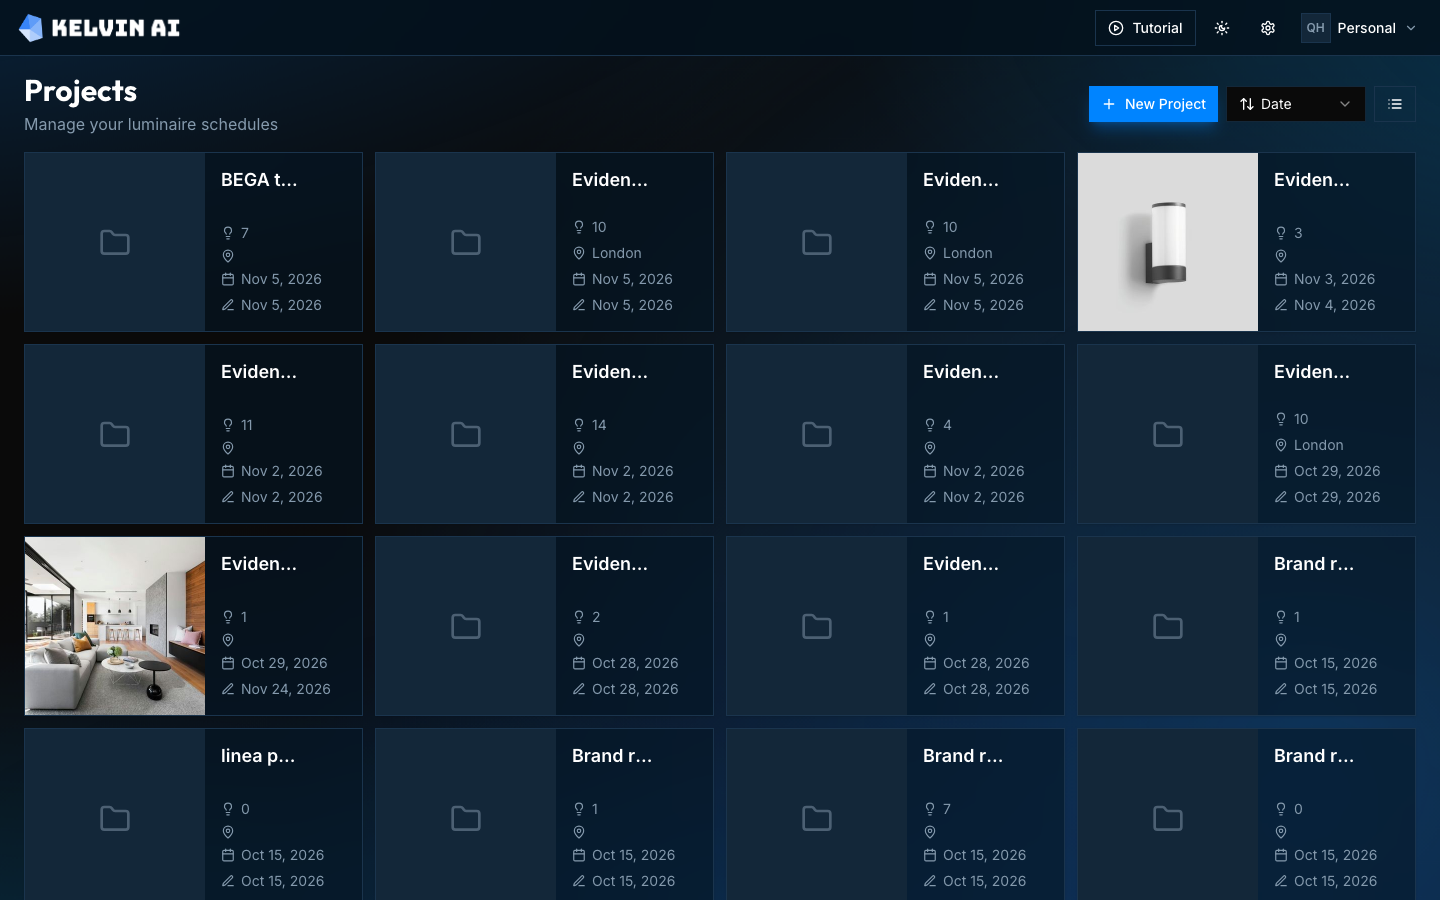 KELVIN AI
Tutorial
QH Personal
Projects
Manage your luminaire schedules
New Project
Date
BEGA t...
7
Nov 5, 2026
Nov 5, 2026
Eviden...
10
London
Nov 5, 2026
Nov 5, 2026
Eviden...
10
London
Nov 5, 2026
Nov 5, 2026
Eviden...
3
Nov 3, 2026
Nov 4, 2026
Eviden...
11
Nov 2, 2026
Nov 2, 2026
Eviden...
14
Nov 2, 2026
Nov 2, 2026
Eviden...
4
Nov 2, 2026
Nov 2, 2026
Eviden...
10
London
Oct 29, 2026
Oct 29, 2026
Eviden...
1
Oct 29, 2026
Nov 24, 2026
Eviden...
2
Oct 28, 2026
Oct 28, 2026
Eviden...
1
Oct 28, 2026
Oct 28, 2026
Brand r...
1
Oct 15, 2026
Oct 15, 2026
linea p...
0
Oct 15, 2026
Oct 15, 2026
Brand r...
1
Oct 15, 2026
Oct 15, 2026
Brand r...
7
Oct 15, 2026
Oct 15, 2026
Brand r...
0
Oct 15, 2026
Oct 15, 2026